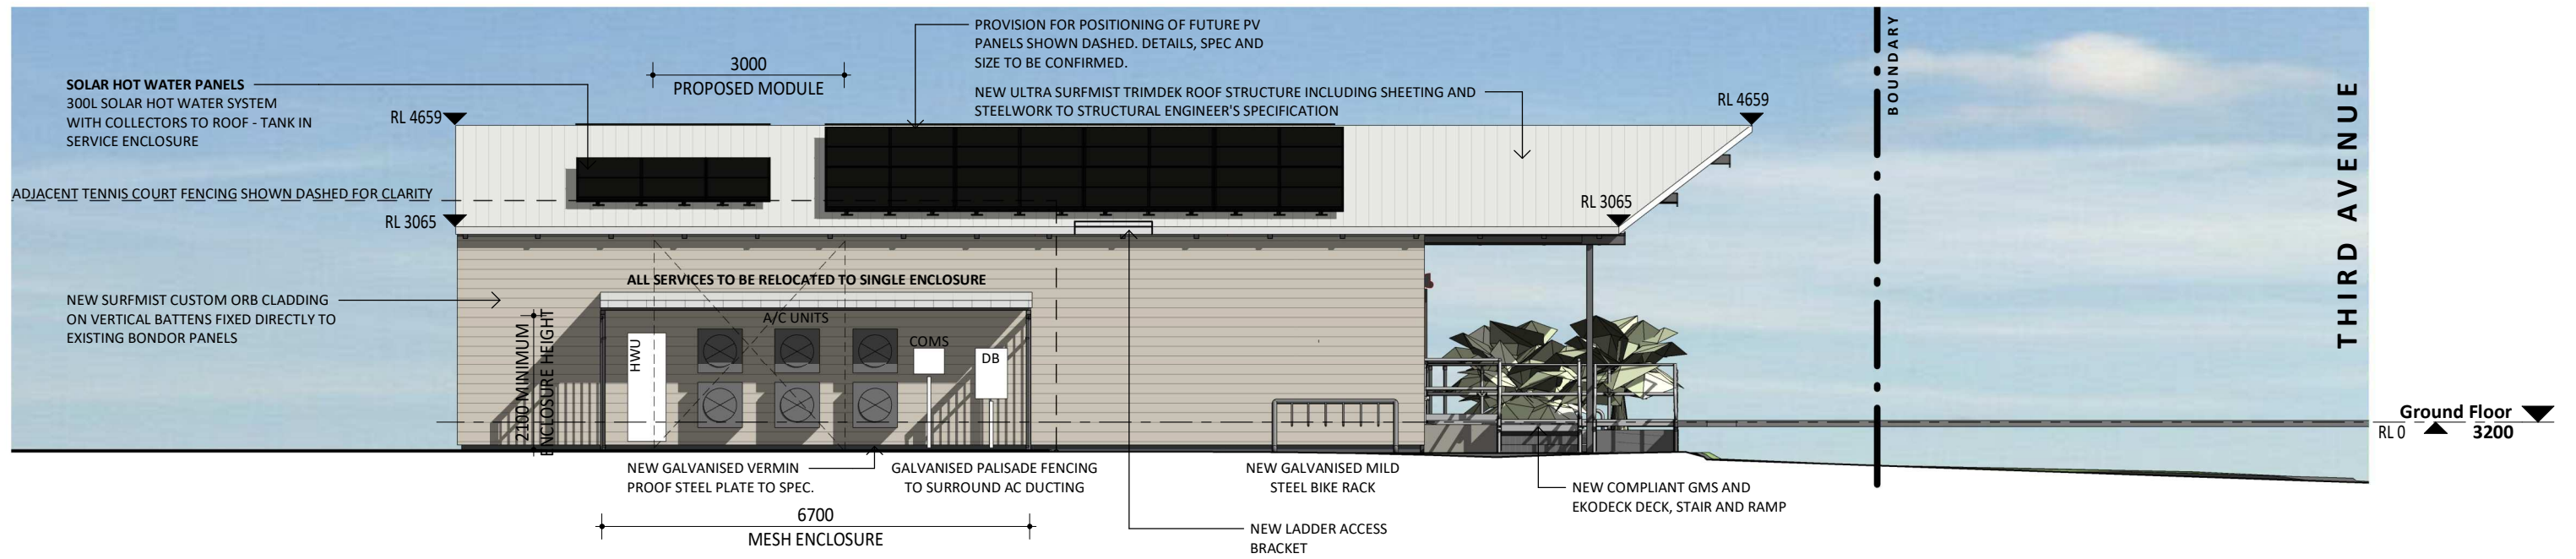 PROVISION FOR POSITIONING OF FUTURE PV
PANELS SHOWN DASHED. DETAILS, SPEC AND
SIZE TO BE CONFIRMED.
BOUNDARY
3000
PROPOSED MODULE
SOLAR HOT WATER PANELS
300L SOLAR HOT WATER SYSTEM
WITH COLLECTORS TO ROOF - TANK IN
SERVICE ENCLOSURE
NEW ULTRA SURFMIST TRIMDEK ROOF STRUCTURE INCLUDING SHEETING AND
STEELWORK TO STRUCTURAL ENGINEER'S SPECIFICATION
RL 4659
RL 4659
THIRD AVENUE
ADJACENT TENNIS COURT FENCING SHOWN DASHED FOR CLARITY
RL 3065
RL 3065
ALL SERVICES TO BE RELOCATED TO SINGLE ENCLOSURE
NEW SURFMIST CUSTOM ORB CLADDING
ON VERTICAL BATTENS FIXED DIRECTLY TO
EXISTING BONDOR PANELS
2100 MINIMUM
ENCLOSURE HEIGHT
A/C UNITS
HWU
COMS
DB
Ground Floor
RL 0
3200
NEW GALVANISED VERMIN
PROOF STEEL PLATE TO SPEC.
GALVANISED PALISADE FENCING
TO SURROUND AC DUCTING
NEW GALVANISED MILD
STEEL BIKE RACK
NEW COMPLIANT GMS AND
EKODECK DECK, STAIR AND RAMP
6700
MESH ENCLOSURE
NEW LADDER ACCESS
BRACKET